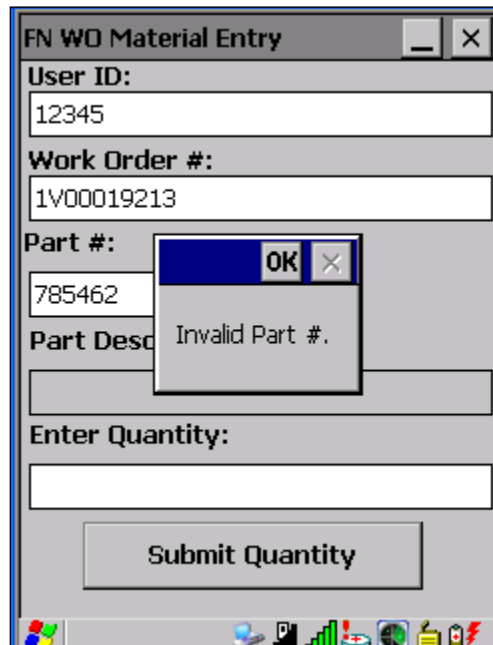 FN WO Material Entry
User ID:
12345
Work Order #:
1V00019213
Part #:
OK
785462
Invalid Part #.
Part Desc
Enter Quantity:
Submit Quantity